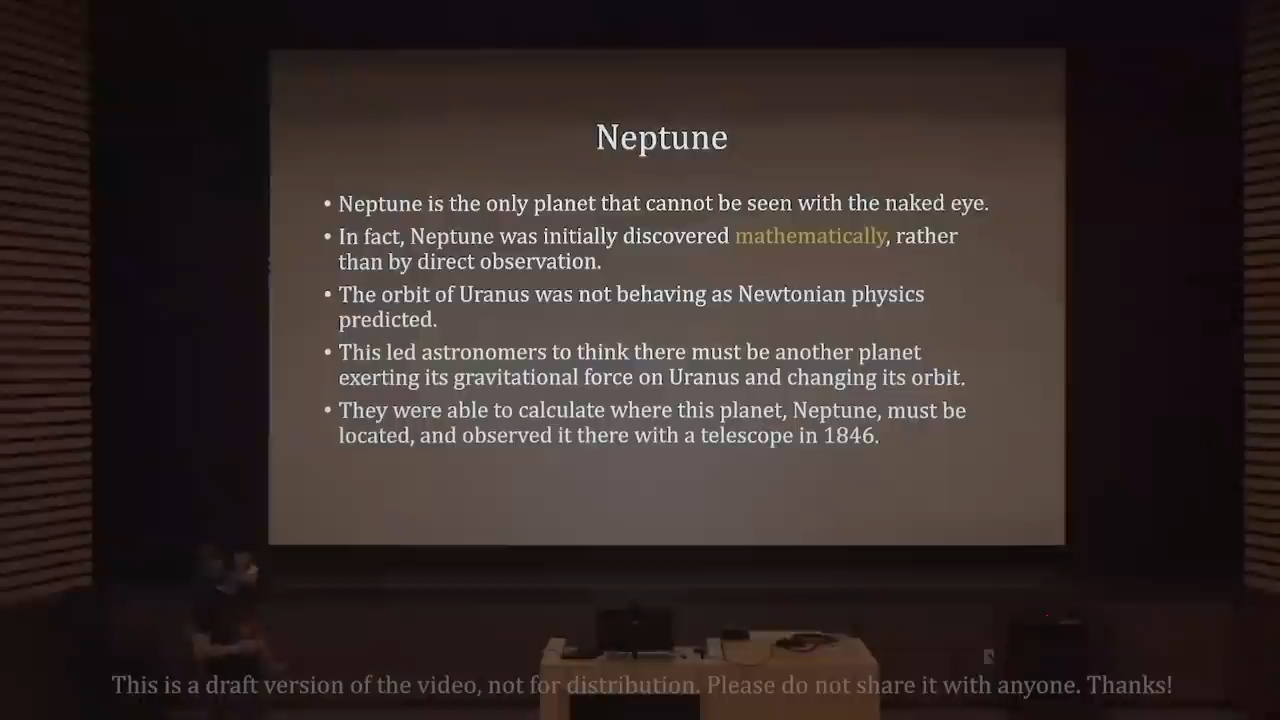 Neptune
• Neptune is the only planet that cannot be seen with the naked eye.
• In fact, Neptune was initially discovered mathematically, rather
than by direct observation.
• The orbit of Uranus was not behaving as Newtonian physics
predicted.
• This led astronomers to think there must be another planet
exerting its gravitational force on Uranus and changing its orbit.
• They were able to calculate where this planet, Neptune, must be
located, and observed it there with a telescope in 1846.
This is a draft version of the video, not for distribution. Please do not share it with anyone. Thanks!